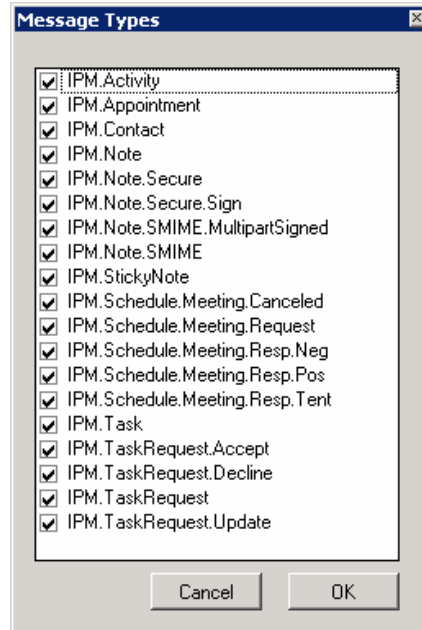 Message Types
IPM.Activity
IPM.Appointment
IPM.Contact
IPM.Note
IPM.Note.Secure
IPM.Note.Secure.Sign
IPM.Note.SMIME.MultipartSigned
IPM.Note.SMIME
IPM.StickyNote
IPM.Schedule.Meeting.Canceled
IPM.Schedule.Meeting.Request
IPM.Schedule.Meeting.Resp.Neg
IPM.Schedule.Meeting.Resp.Pos
IPM.Schedule.Meeting.Resp.Tent
IPM.Task
IPM.TaskRequest.Accept
IPM.TaskRequest.Decline
IPM.TaskRequest
IPM.TaskRequest.Update
Cancel OK